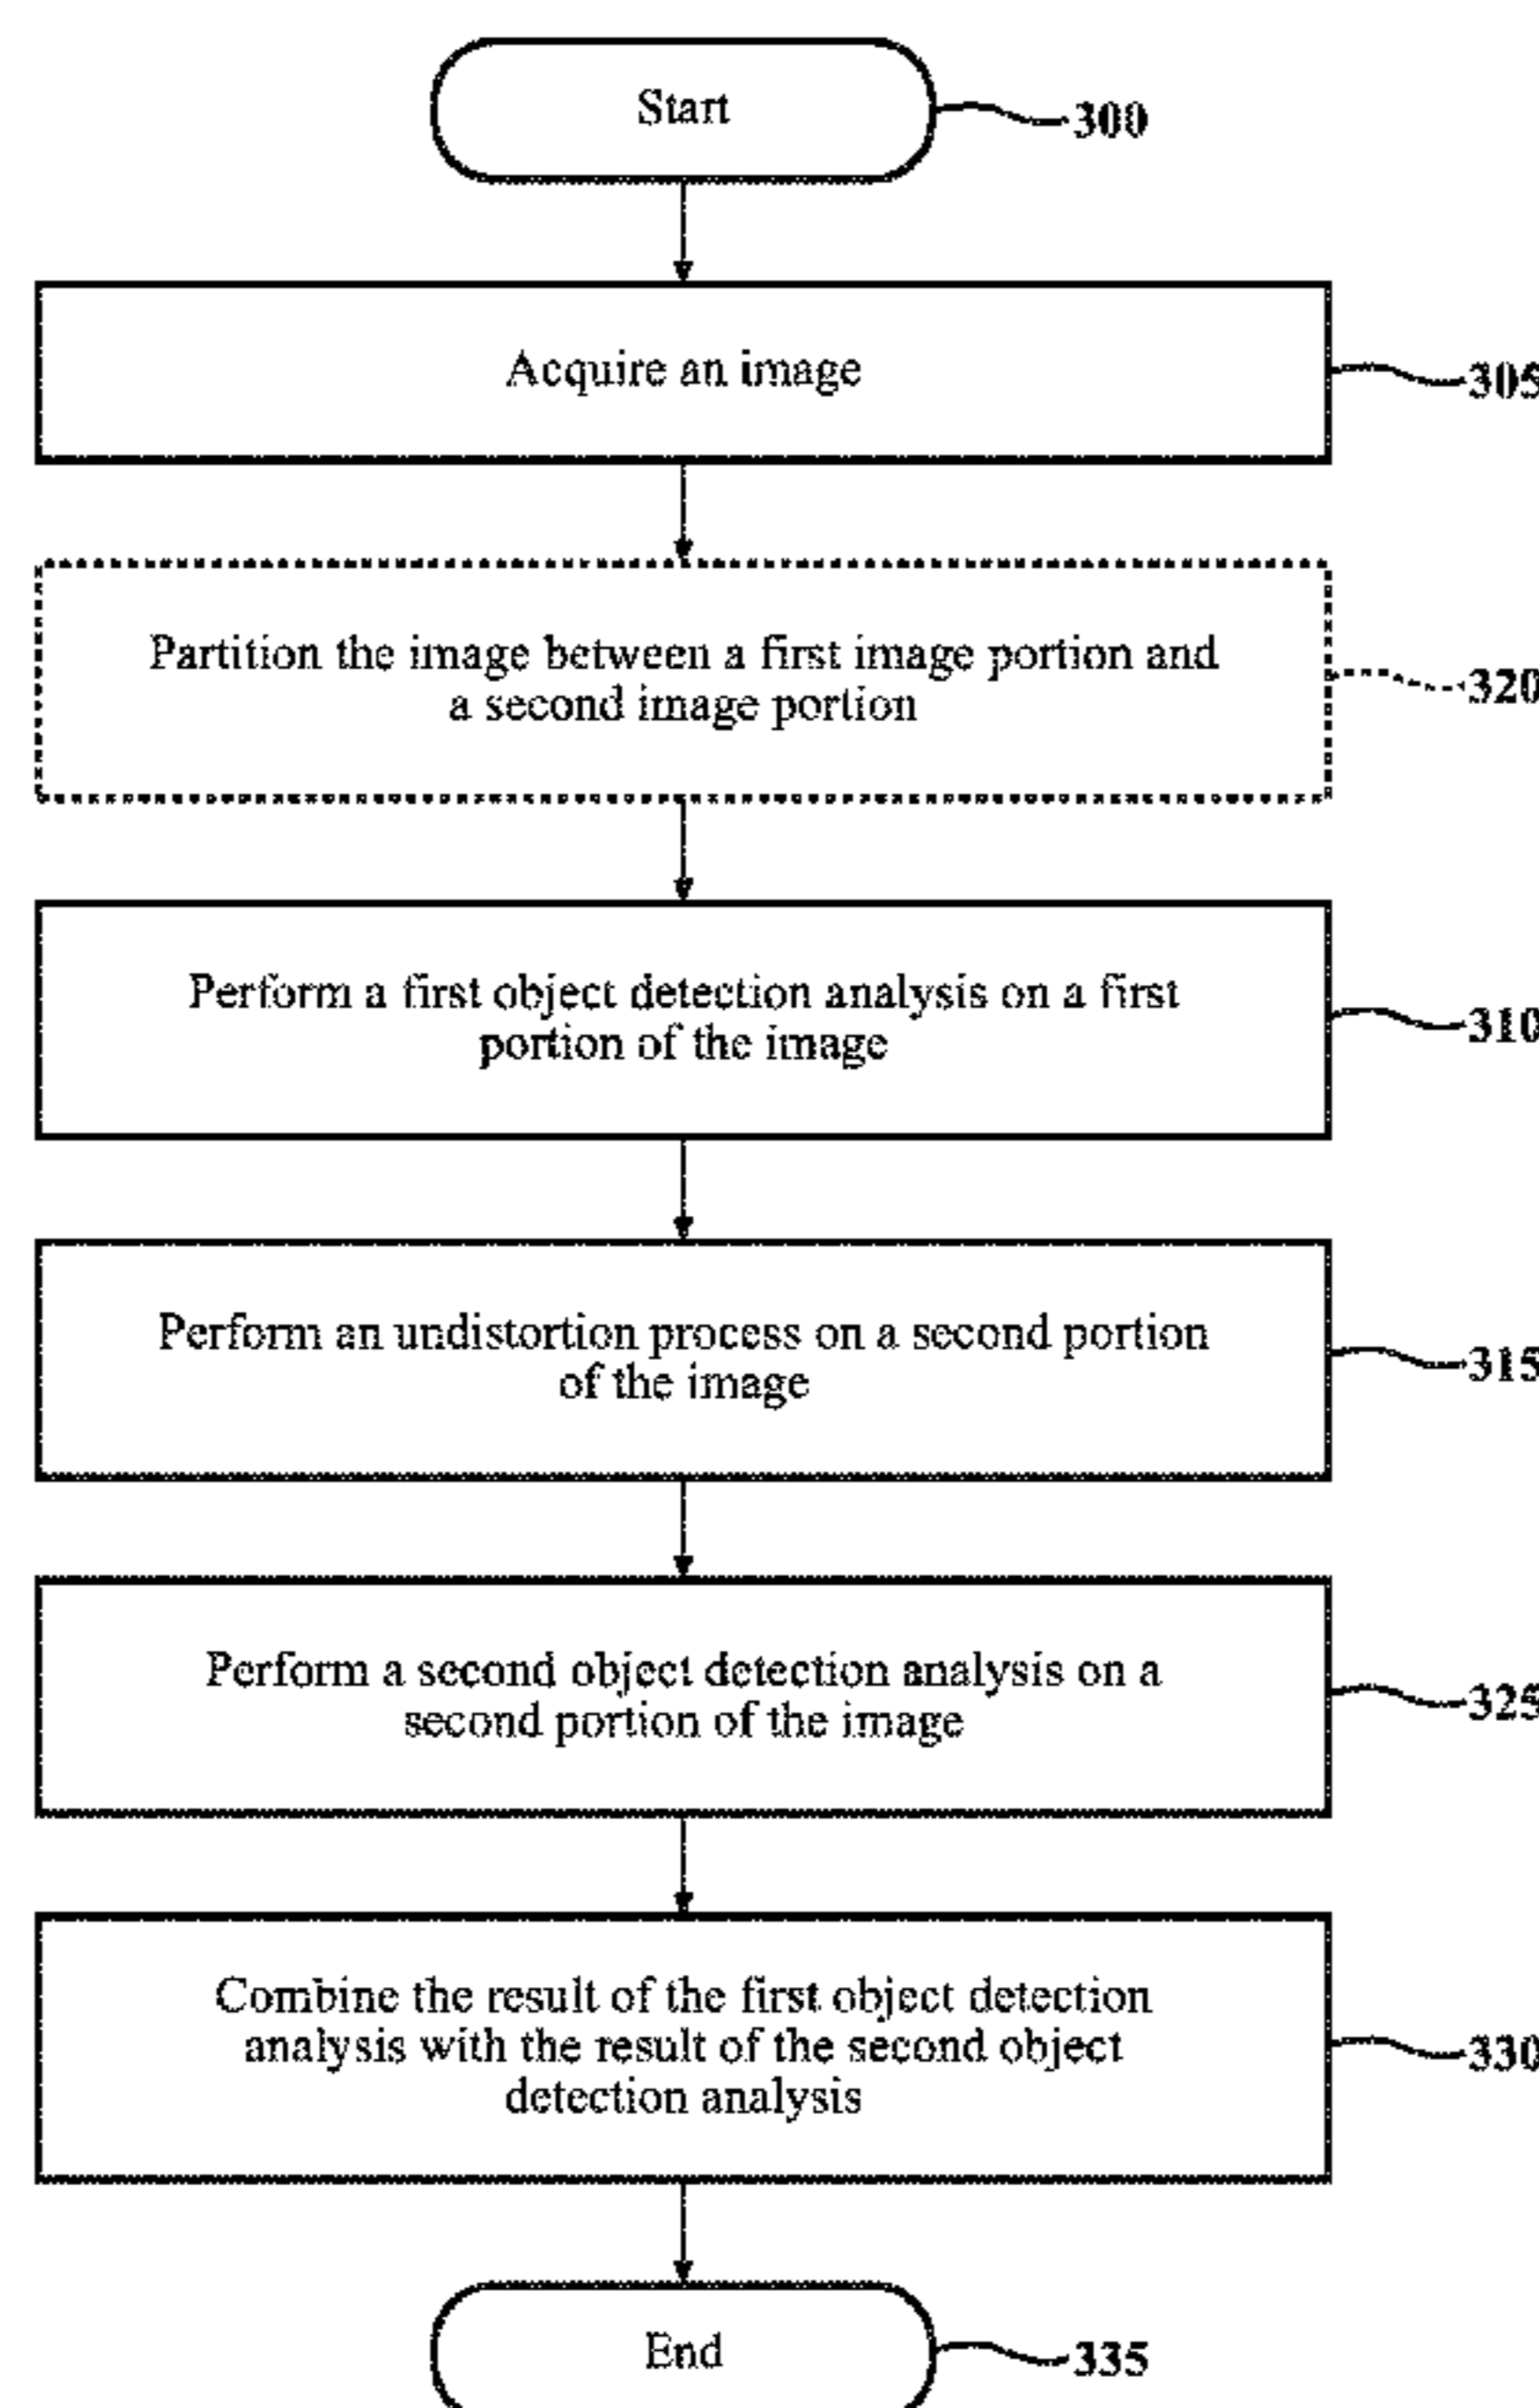 Start
300
Acquire an image
305
Partition the image between a first image portion and
a second image portion
320
Perform a first object detection analysis on a first
portion of the image
310
Perform an undistortion process on a second portion
of the image
315
Perform a second object detection analysis on a
second portion of the image
325
Combine the result of the first object detection
analysis with the result of the second object
detection analysis
330
End
335